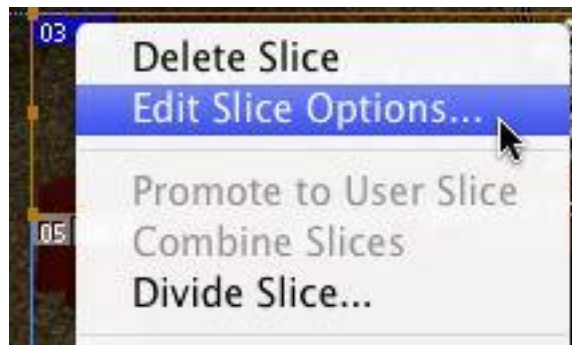 03
Delete Slice
Edit Slice Options...
Promote to User Slice
05
Combine Slices
Divide Slice...